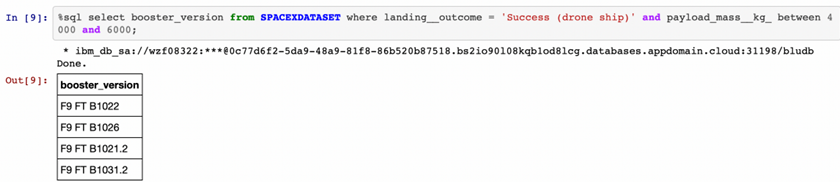 In [9]: %sql select booster_version from SPACEXDATASET where landing__outcome = 'Success (drone ship)' and payload_mass__kg_ between 4
000 and 6000;
* ibm_db_sa://wzf08322:***@0c77d6f2-5da9-48a9-81f8-86b520b87518.bs2io90l08kqb1od8lcg.databases.appdomain.cloud:31198/bludb
Done.
Out[9]:
booster_version
F9 FT B1022
F9 FT B1026
F9 FT B1021.2
F9 FT B1031.2